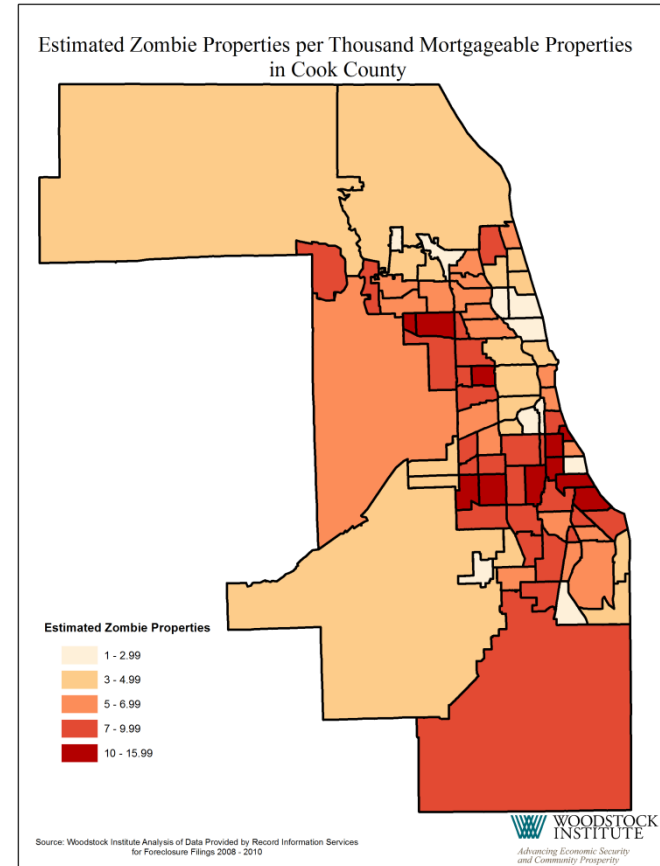 Estimated Zombie Properties per Thousand Mortgageable Properties
in Cook County
Estimated Zombie Properties
1 - 2.99
3 - 4.99
5 - 6.99
7 - 9.99
10 - 15.99
Source: Woodstock Institute Analysis of Data Provided by Record Information Services
for Foreclosure Filings 2008 - 2010
WOODSTOCK
INSTITUTE
Advancing Economic Security
and Community Prosperity